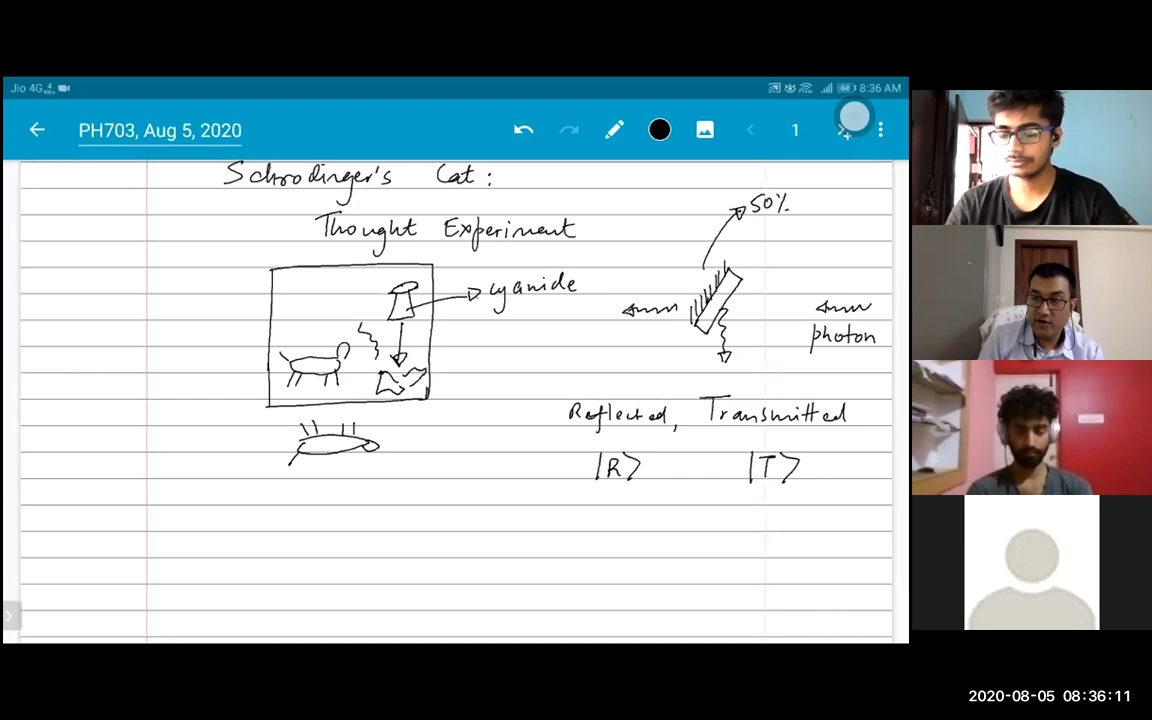 Jio 4G 8:36 AM
PH703, Aug 5, 2020
1
Schrodinger's Cat :
Thought Experiment
50%
cyanide
photon
Reflected, Transmitted
|R⟩ |T⟩
2020-08-05 08:36:11